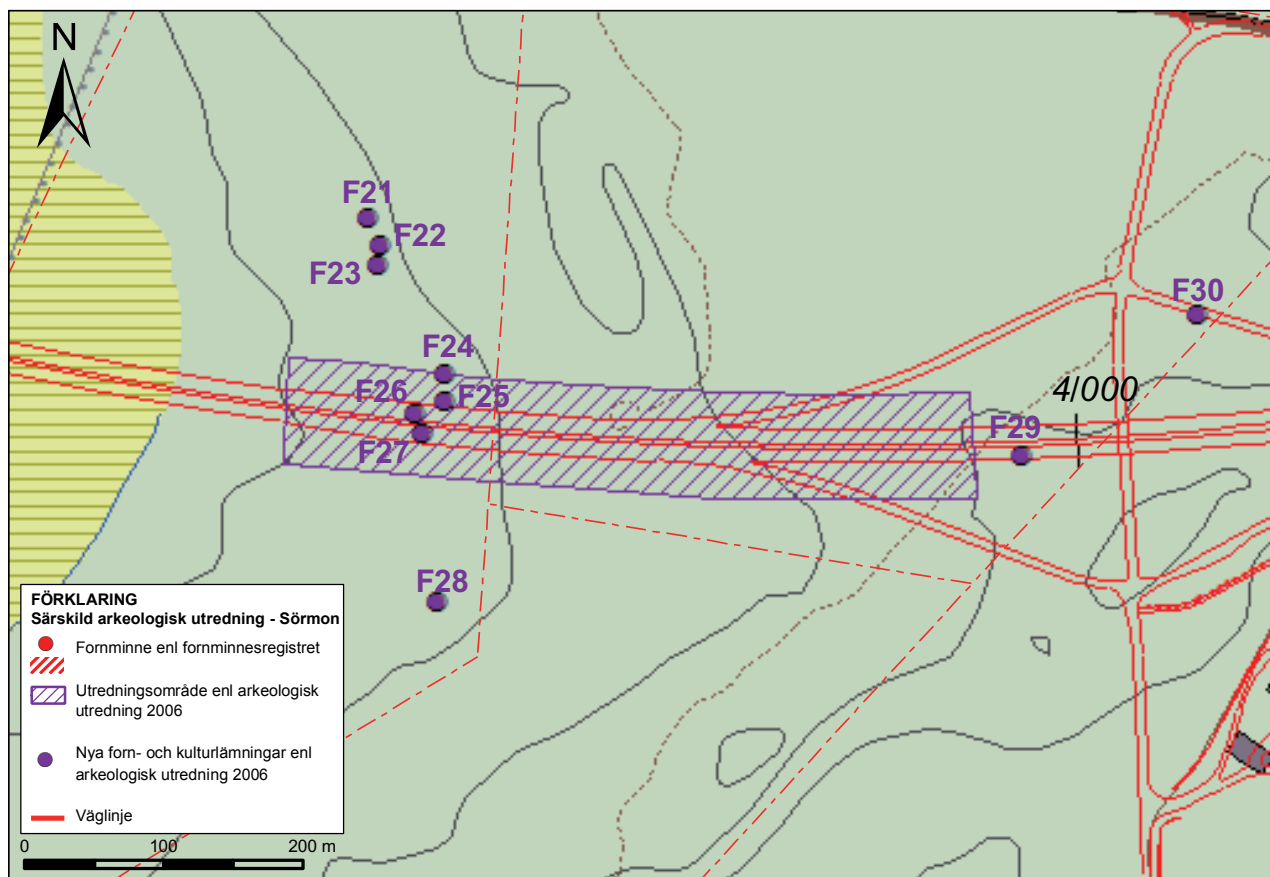 N
F21
F22
F23
F30
F24
4/000
F26
F25
F29
F27
F28
FÖRKLARING
Särskild arkeologisk utredning - Sörmon
Fornminne enl fornminnesregistret
Utredningsområde enl arkeologisk
utredning 2006
Nya forn- och kulturlämningar enl
arkeologisk utredning 2006
Väglinje
0 100 200 m